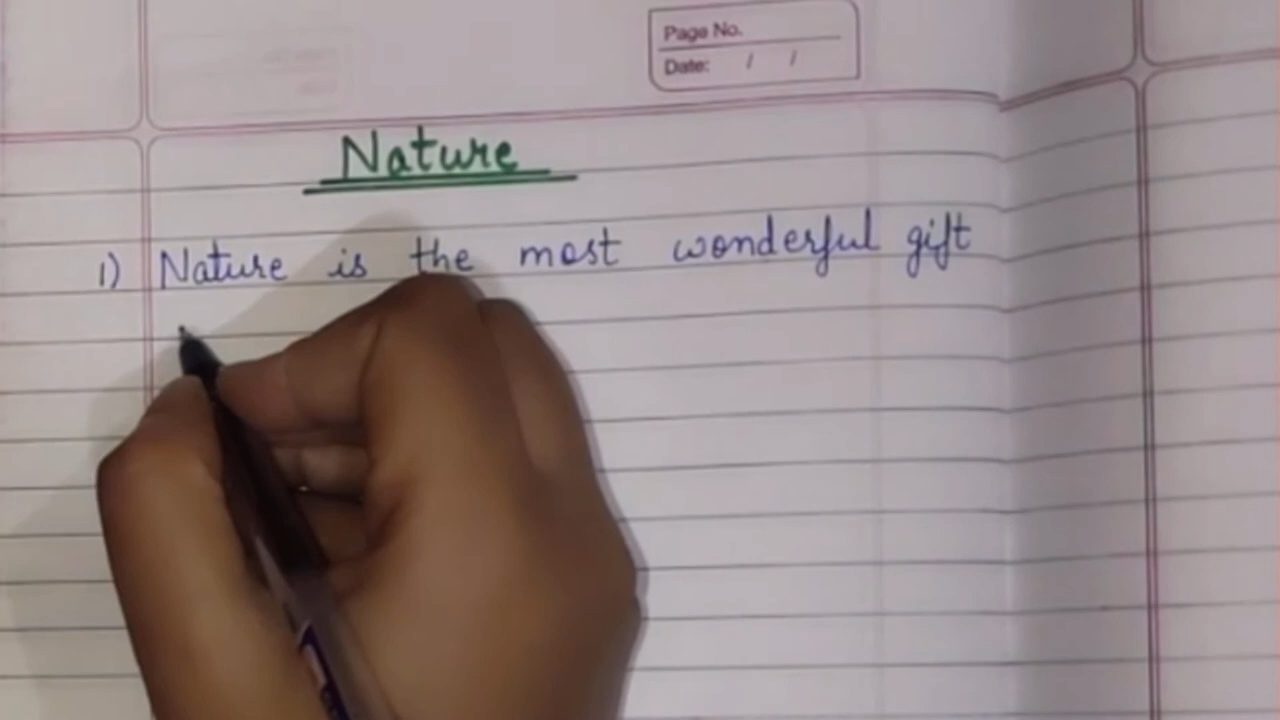 Page No.
Date: / /
Nature
1) Nature is the most wonderful gift